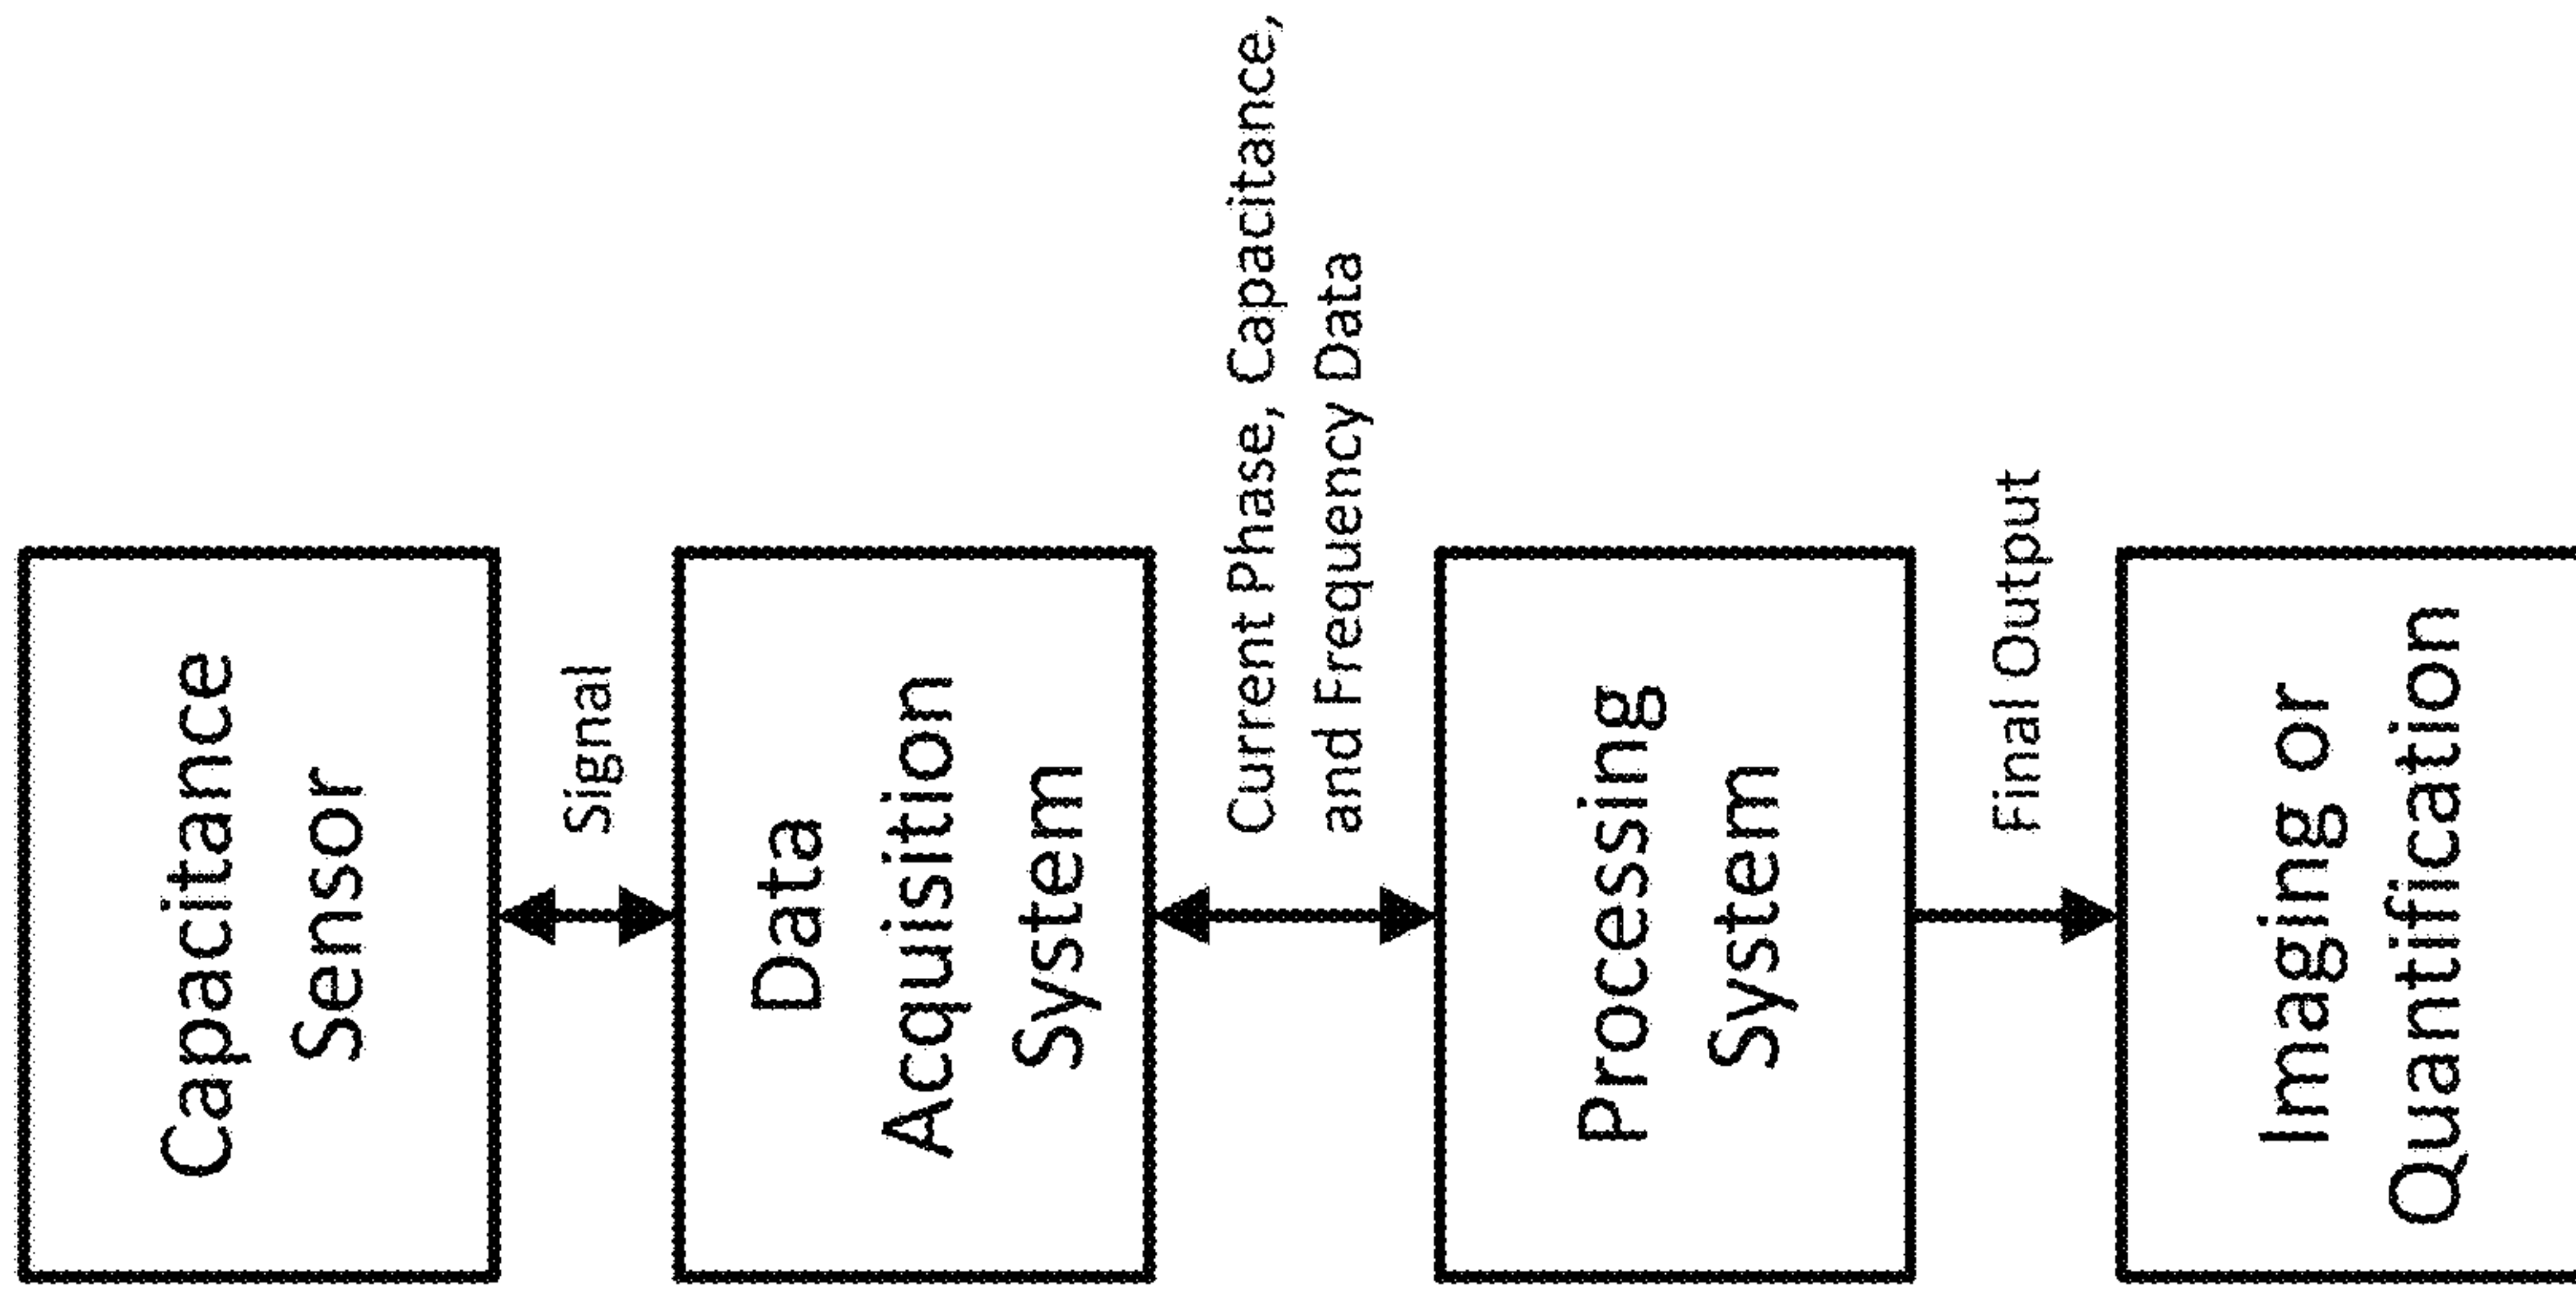 Capacitance
Sensor
Signal
Data
Acquisition
System
Current Phase, Capacitance,
and Frequency Data
Processing
System
Final Output
Imaging or
Quantification